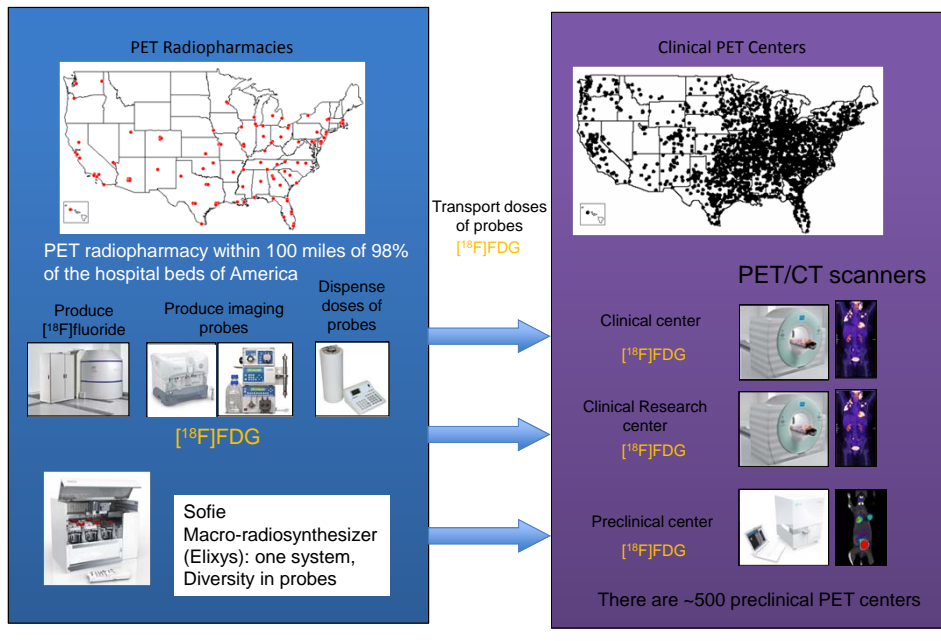 PET Radiopharmacies
PET radiopharmacy within 100 miles of 98%
of the hospital beds of America
Produce
[¹⁸F]fluoride
Produce imaging
probes
Dispense
doses of
probes
[¹⁸F]FDG
Sofie
Macro-radiosynthesizer
(Elixys): one system,
Diversity in probes
Transport doses
of probes
[¹⁸F]FDG
Clinical PET Centers
PET/CT scanners
Clinical center
[¹⁸F]FDG
Clinical Research
center
[¹⁸F]FDG
Preclinical center
[¹⁸F]FDG
There are ~500 preclinical PET centers